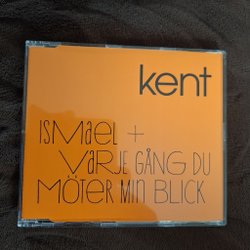 kent
ISMael +
VARJE GÅNG DU
MÖTER MIN BLICK